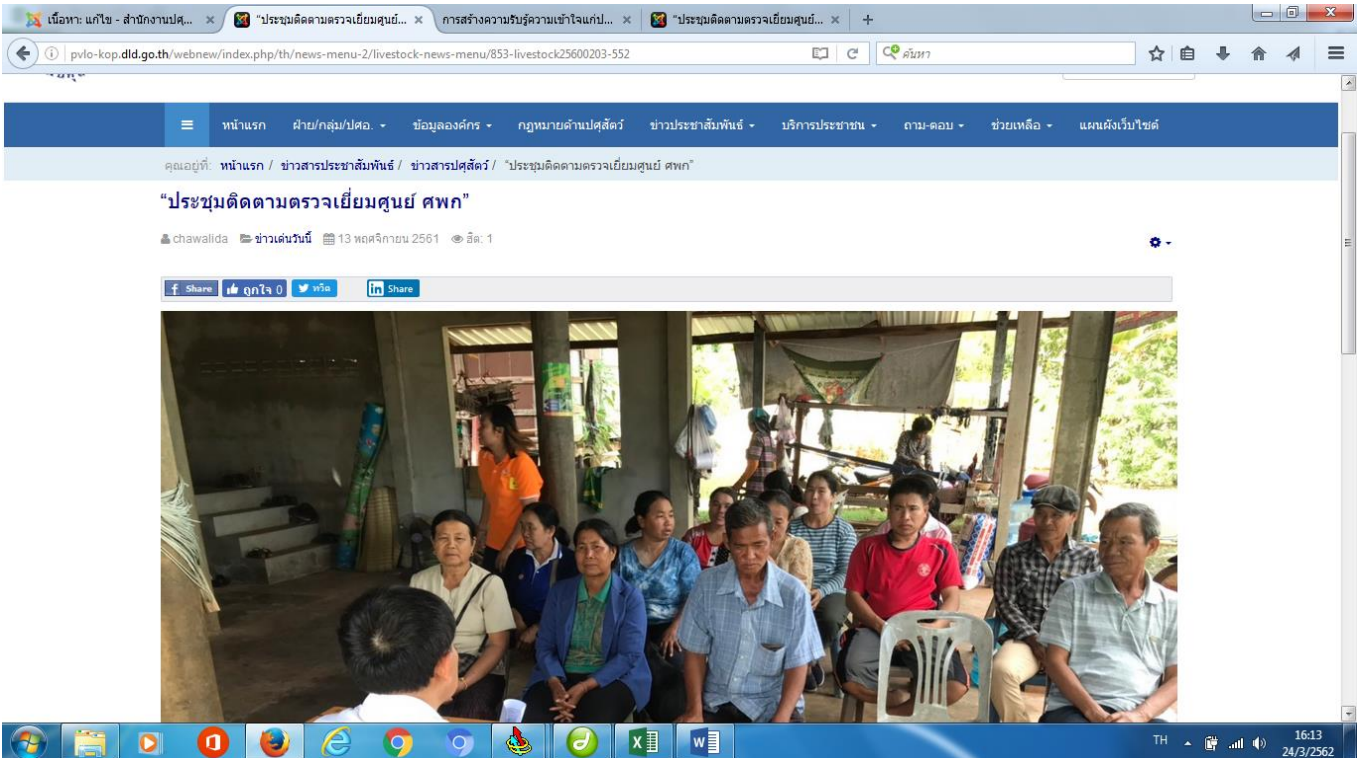 เนื้อหา: แก้ไข - สำนักงานปศุ... × “ประชุมติดตามตรวจเยี่ยมศูนย์... × การสร้างความรับรู้ความเข้าใจแก่ป... × “ประชุมติดตามตรวจเยี่ยมศูนย์... × +
pvlo-kop.dld.go.th/webnew/index.php/th/news-menu-2/livestock-news-menu/853-livestock25600203-552 ค้นหา
หน้าแรก ฝ่าย/กลุ่ม/ปศอ. ข้อมูลองค์กร กฎหมายด้านปศุสัตว์ ข่าวประชาสัมพันธ์ บริการประชาชน ถาม-ตอบ ช่วยเหลือ แผนผังเว็บไซต์
คุณอยู่ที่: หน้าแรก / ข่าวสารประชาสัมพันธ์ / ข่าวสารปศุสัตว์ / “ประชุมติดตามตรวจเยี่ยมศูนย์ ศพก”
“ประชุมติดตามตรวจเยี่ยมศูนย์ ศพก”
chawalida ข่าวเด่นวันนี้ 13 พฤศจิกายน 2561 ฮิต: 1
f Share ถูกใจ 0 ทวีต in Share
TH 16:13
24/3/2562